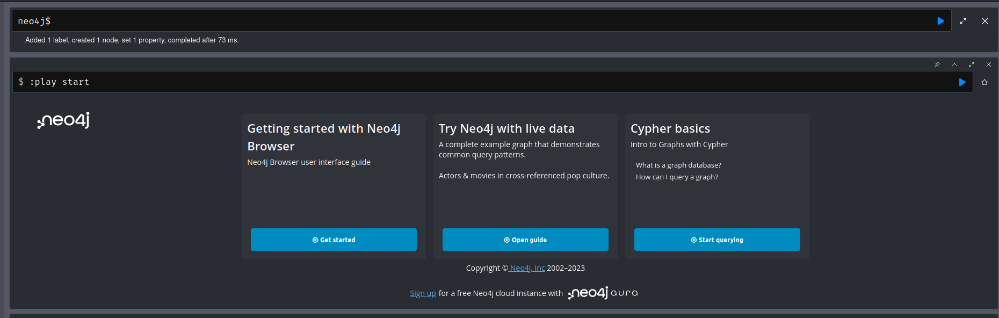 neo4j$
Added 1 label, created 1 node, set 1 property, completed after 73 ms.
$ :play start
neo4j
Getting started with Neo4j
Browser
Neo4j Browser user interface guide
Get started
Try Neo4j with live data
A complete example graph that demonstrates
common query patterns.
Actors & movies in cross-referenced pop culture.
Open guide
Cypher basics
Intro to Graphs with Cypher
What is a graph database?
How can I query a graph?
Start querying
Copyright © Neo4j, Inc 2002–2023
Sign up for a free Neo4j cloud instance with neo4j aura